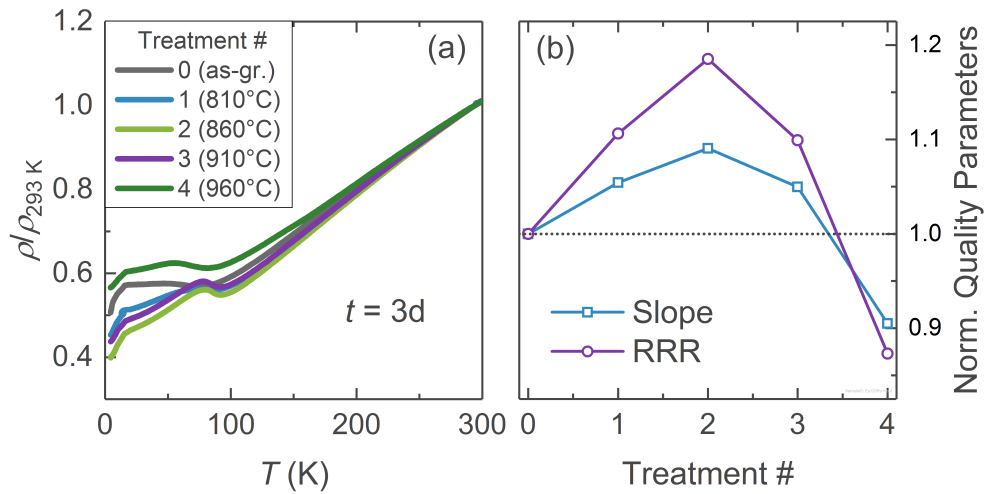 (a)
Treatment #
0 (as-gr.)
1 (810°C)
2 (860°C)
3 (910°C)
4 (960°C)
t = 3d
1.2
1.0
0.8
0.6
0.4
ρ/ρ293 K
0 100 200 300
T (K)
(b)
Slope
RRR
1.2
1.1
1.0
0.9
Norm. Quality Parameters
0 1 2 3 4
Treatment #